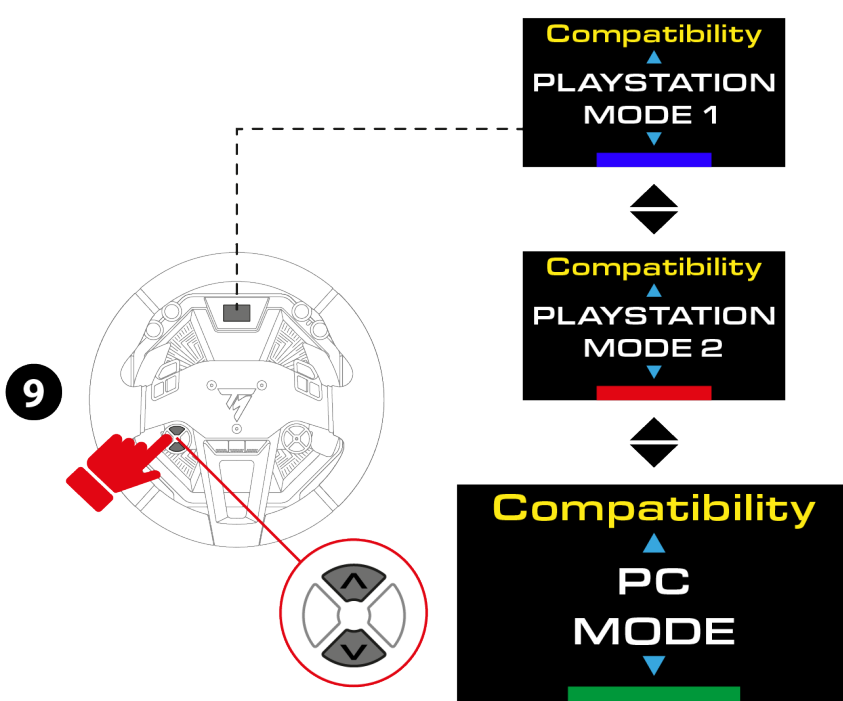 Compatibility
PLAYSTATION
MODE 1
Compatibility
PLAYSTATION
MODE 2
9
Compatibility
PC
MODE